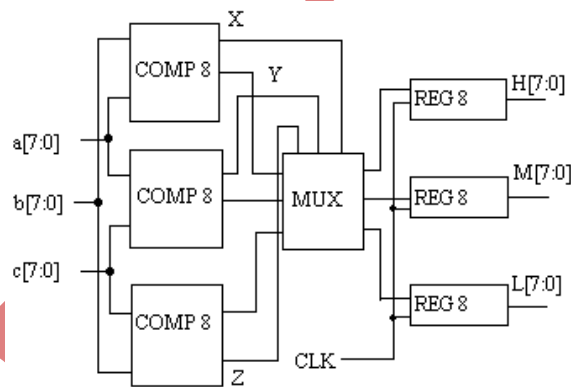 X
COMP 8
Y
H[7:0]
REG 8
a[7:0]
COMP 8
MUX
M[7:0]
REG 8
b[7:0]
c[7:0]
L[7:0]
REG 8
COMP 8
CLK
Z